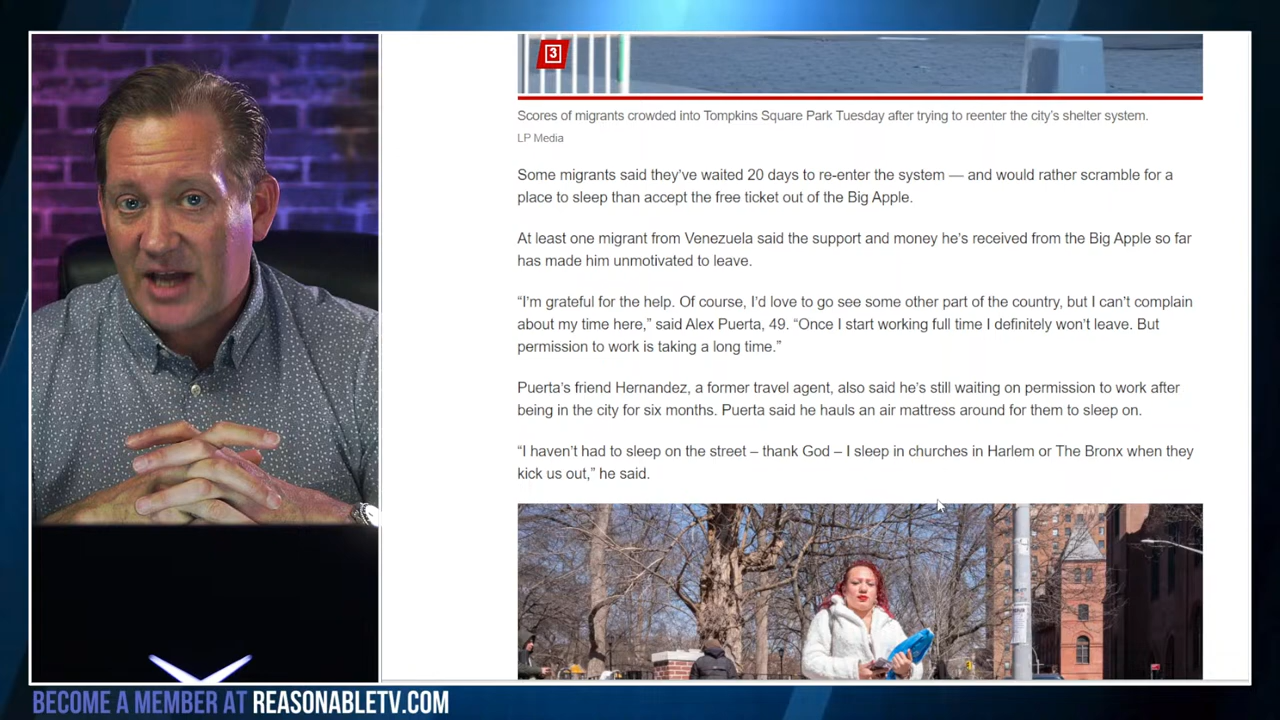 3
Scores of migrants crowded into Tompkins Square Park Tuesday after trying to reenter the city's shelter system.
LP Media
Some migrants said they've waited 20 days to re-enter the system — and would rather scramble for a
place to sleep than accept the free ticket out of the Big Apple.
At least one migrant from Venezuela said the support and money he's received from the Big Apple so far
has made him unmotivated to leave.
“I'm grateful for the help. Of course, I'd love to go see some other part of the country, but I can't complain
about my time here,” said Alex Puerta, 49. “Once I start working full time I definitely won't leave. But
permission to work is taking a long time.”
Puerta's friend Hernandez, a former travel agent, also said he's still waiting on permission to work after
being in the city for six months. Puerta said he hauls an air mattress around for them to sleep on.
“I haven't had to sleep on the street – thank God – I sleep in churches in Harlem or The Bronx when they
kick us out,” he said.
BECOME A MEMBER AT REASONABLETV.COM